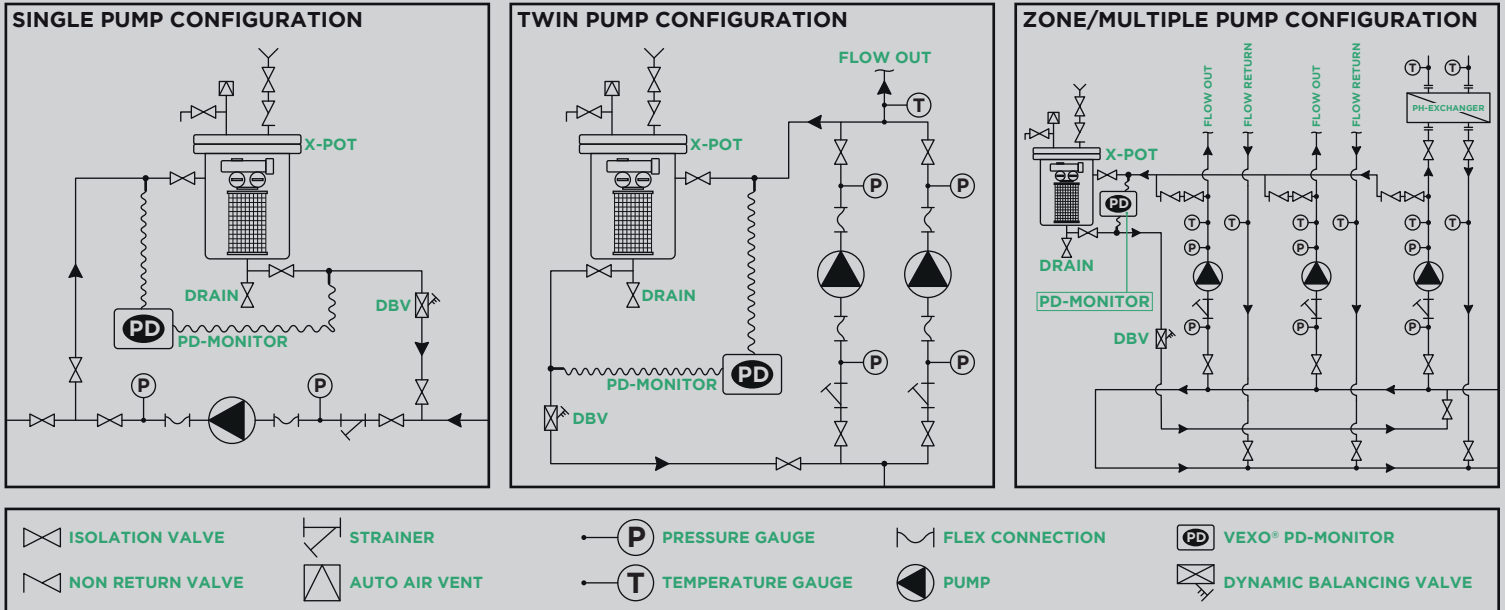 SINGLE PUMP CONFIGURATION
X-POT
DRAIN
DBV
PD
PD-MONITOR
P
P
TWIN PUMP CONFIGURATION
FLOW OUT
T
X-POT
P
P
DRAIN
P
P
PD-MONITOR
PD
DBV
ZONE/MULTIPLE PUMP CONFIGURATION
T
T
FLOW OUT
FLOW RETURN
FLOW OUT
FLOW RETURN
PH-EXCHANGER
X-POT
PD
T
T
T
T
T
T
P
P
P
DRAIN
PD-MONITOR
P
P
P
DBV
ISOLATION VALVE
STRAINER
P PRESSURE GAUGE
FLEX CONNECTION
PD VEXO® PD-MONITOR
NON RETURN VALVE
AUTO AIR VENT
T TEMPERATURE GAUGE
PUMP
DYNAMIC BALANCING VALVE